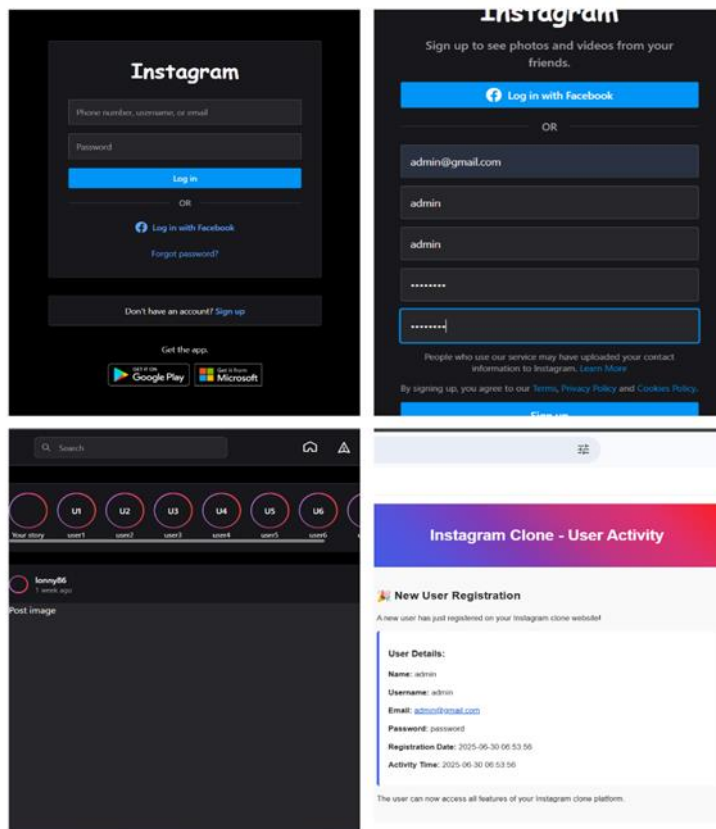 Instagram
Phone number, username, or email
Password
Log in
OR
Log in with Facebook
Forgot password?
Don't have an account? Sign up
Get the app.
GET IT ON
Google Play
Get it from
Microsoft
Instagram
Sign up to see photos and videos from your
friends.
Log in with Facebook
OR
admin@gmail.com
admin
admin
••••••••
••••••••
People who use our service may have uploaded your contact
information to Instagram. Learn More
By signing up, you agree to our Terms, Privacy Policy and Cookies Policy.
Sign up
Search
U1 U2 U3 U4 U5 U6
Your story user1 user2 user3 user4 user5 user6
lonny86
1 week ago
Post image
Instagram Clone - User Activity
🎉 New User Registration
A new user has just registered on your Instagram clone website!
User Details:
Name: admin
Username: admin
Email: admin@gmail.com
Password: password
Registration Date: 2025-06-30 06:53:56
Activity Time: 2025-06-30 06:53:56
The user can now access all features of your Instagram clone platform.